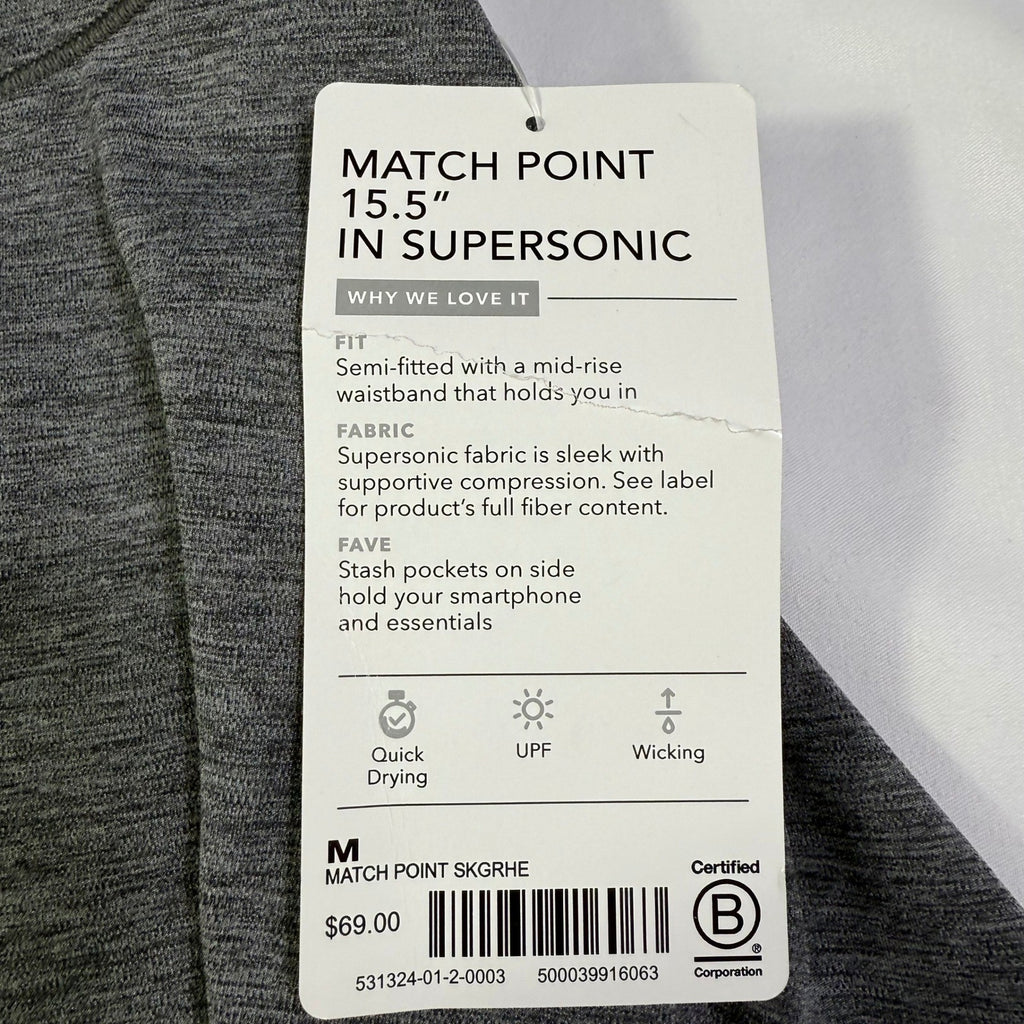 MATCH POINT
15.5"
IN SUPERSONIC
WHY WE LOVE IT
FIT
Semi-fitted with a mid-rise
waistband that holds you in
FABRIC
Supersonic fabric is sleek with
supportive compression. See label
for product's full fiber content.
FAVE
Stash pockets on side
hold your smartphone
and essentials
Quick
Drying
UPF
Wicking
M
MATCH POINT SKGRHE
$69.00
531324-01-2-0003 500039916063
Certified
B
®
Corporation